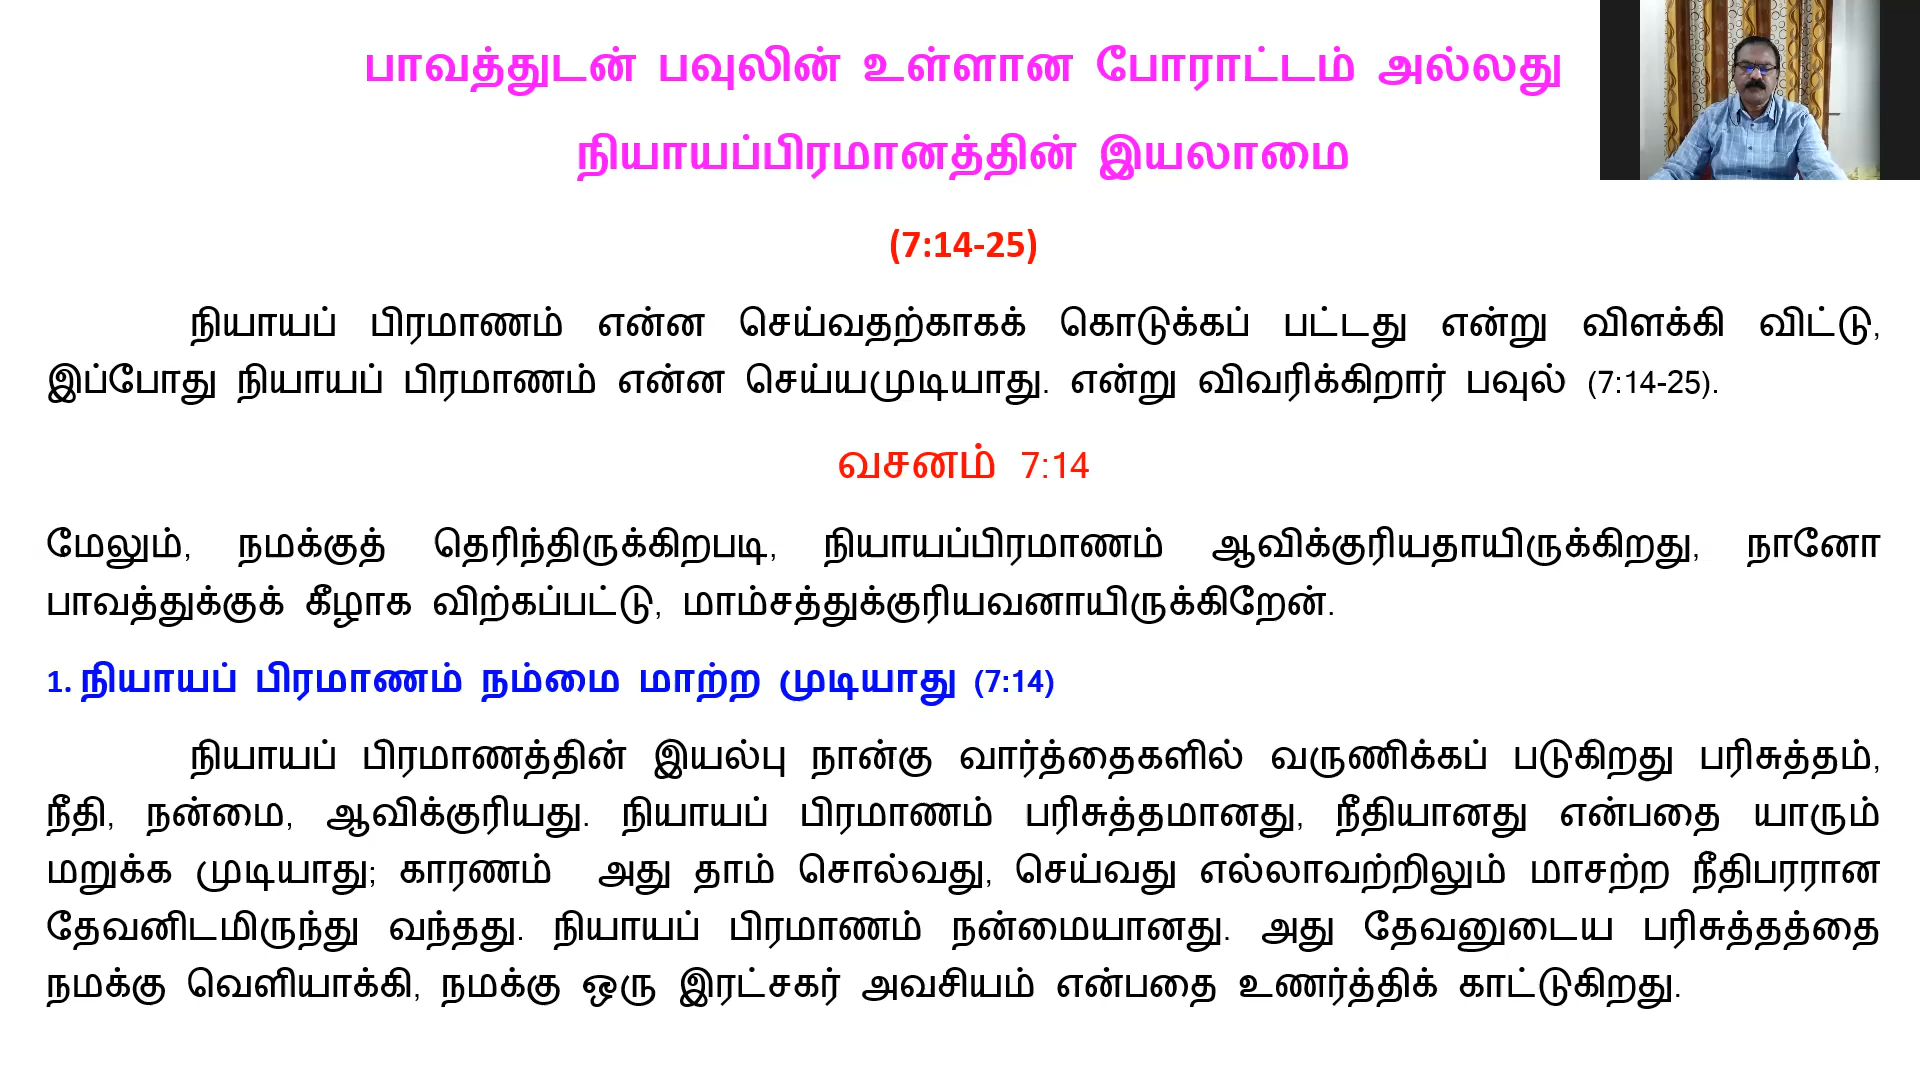 பாவத்துடன் பவுலின் உள்ளான போராட்டம் அல்லது
நியாயப்பிரமானத்தின் இயலாமை
(7:14-25)
நியாயப் பிரமாணம் என்ன செய்வதற்காகக் கொடுக்கப் பட்டது என்று விளக்கி விட்டு,
இப்போது நியாயப் பிரமாணம் என்ன செய்யமுடியாது. என்று விவரிக்கிறார் பவுல் (7:14-25).
வசனம் 7:14
மேலும், நமக்குத் தெரிந்திருக்கிறபடி, நியாயப்பிரமாணம் ஆவிக்குரியதாயிருக்கிறது, நானோ
பாவத்துக்குக் கீழாக விற்கப்பட்டு, மாம்சத்துக்குரியவனாயிருக்கிறேன்.
1. நியாயப் பிரமாணம் நம்மை மாற்ற முடியாது (7:14)
நியாயப் பிரமாணத்தின் இயல்பு நான்கு வார்த்தைகளில் வருணிக்கப் படுகிறது பரிசுத்தம்,
நீதி, நன்மை, ஆவிக்குரியது. நியாயப் பிரமாணம் பரிசுத்தமானது, நீதியானது என்பதை யாரும்
மறுக்க முடியாது; காரணம் அது தாம் சொல்வது, செய்வது எல்லாவற்றிலும் மாசற்ற நீதிபரரான
தேவனிடமிருந்து வந்தது. நியாயப் பிரமாணம் நன்மையானது. அது தேவனுடைய பரிசுத்தத்தை
நமக்கு வெளியாக்கி, நமக்கு ஒரு இரட்சகர் அவசியம் என்பதை உணர்த்திக் காட்டுகிறது.